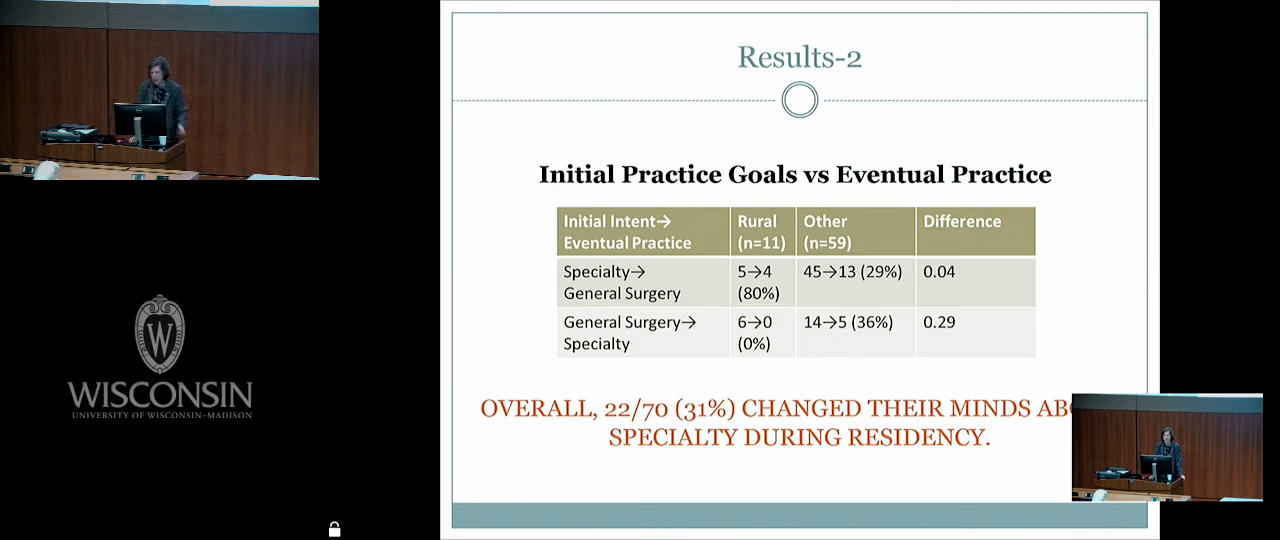 Results-2
Initial Practice Goals vs Eventual Practice
Initial Intent→ Rural Other Difference
Eventual Practice (n=11) (n=59)
Specialty→ 5→4 45→13 (29%) 0.04
General Surgery (80%)
General Surgery→ 6→0 14→5 (36%) 0.29
Specialty (0%)
OVERALL, 22/70 (31%) CHANGED THEIR MINDS
SPECIALTY DURING RESIDENCY.
W
WISCONSIN
UNIVERSITY OF WISCONSIN–MADISON